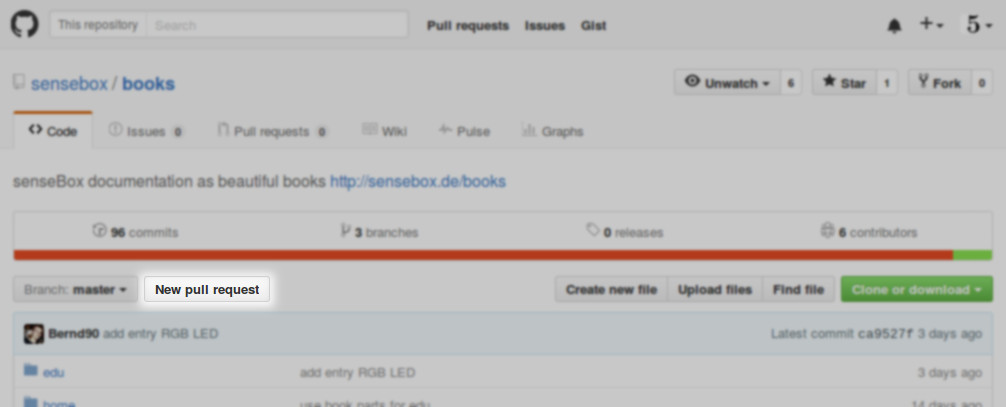 This repository Search Pull requests Issues Gist 5
sensebox / books Unwatch 6 Star 1 Fork 0
Code Issues 0 Pull requests 0 Wiki Pulse Graphs
senseBox documentation as beautiful books http://sensebox.de/books
96 commits 3 branches 0 releases 6 contributors
Branch: master New pull request Create new file Upload files Find file Clone or download
Bernd90 add entry RGB LED Latest commit ca9527f 3 days ago
edu add entry RGB LED 3 days ago
home use book parts for edu 14 days ago